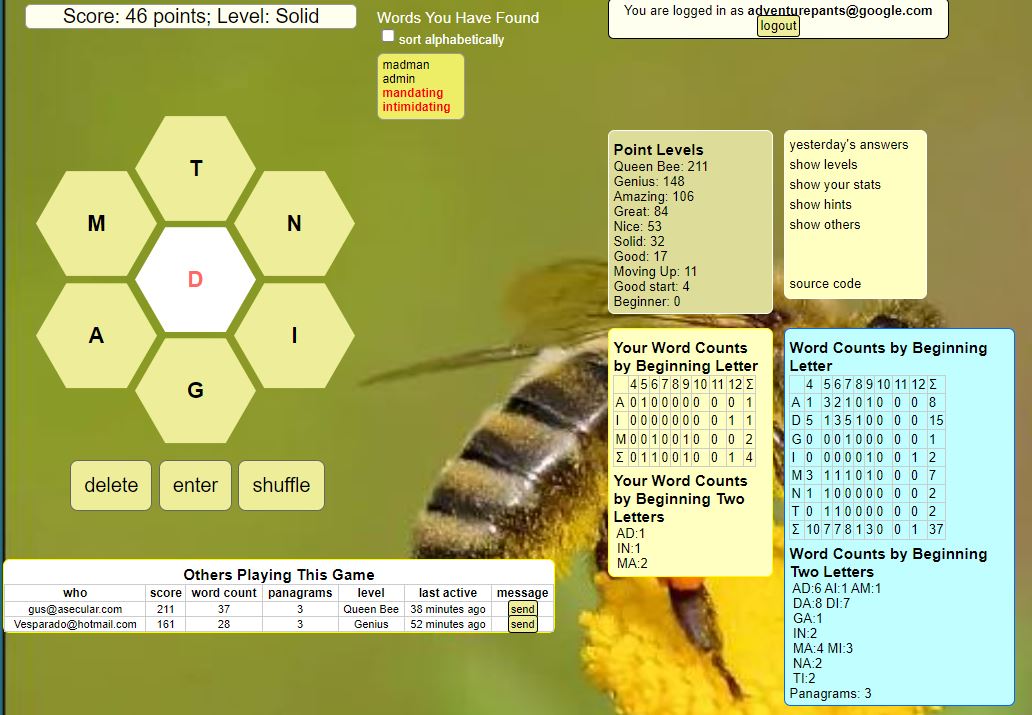 Score: 46 points; Level: Solid
Words You Have Found
sort alphabetically
madman
admin
mandating
intimidating
You are logged in as adventurepants@google.com
logout
T
M
N
D
A
I
G
delete
enter
shuffle
Point Levels
Queen Bee: 211
Genius: 148
Amazing: 106
Great: 84
Nice: 53
Solid: 32
Good: 17
Moving Up: 11
Good start: 4
Beginner: 0
yesterday's answers
show levels
show your stats
show hints
show others
source code
Your Word Counts
by Beginning Letter
4 5 6 7 8 9 10 11 12 Σ
A 0 1 0 0 0 0 0 0 0 1
I 0 0 0 0 0 0 0 0 1 1
M 0 0 1 0 0 1 0 0 0 2
Σ 0 1 1 0 0 1 0 0 1 4
Your Word Counts
by Beginning Two
Letters
AD:1
IN:1
MA:2
Word Counts by Beginning
Letter
4 5 6 7 8 9 10 11 12 Σ
A 1 3 2 1 0 1 0 0 0 8
D 5 1 3 5 1 0 0 0 0 15
G 0 0 0 1 0 0 0 0 0 1
I 0 0 0 0 0 1 0 0 1 2
M 3 1 1 1 0 1 0 0 0 7
N 1 1 0 0 0 0 0 0 0 2
T 0 1 1 0 0 0 0 0 0 2
Σ 10 7 7 8 1 3 0 0 1 37
Word Counts by Beginning
Two Letters
AD:6 AI:1 AM:1
DA:8 DI:7
GA:1
IN:2
MA:4 MI:3
NA:2
TI:2
Panagrams: 3
Others Playing This Game
who score word count panagrams level last active message
gus@asecular.com 211 37 3 Queen Bee 38 minutes ago send
Vesparado@hotmail.com 161 28 3 Genius 52 minutes ago send